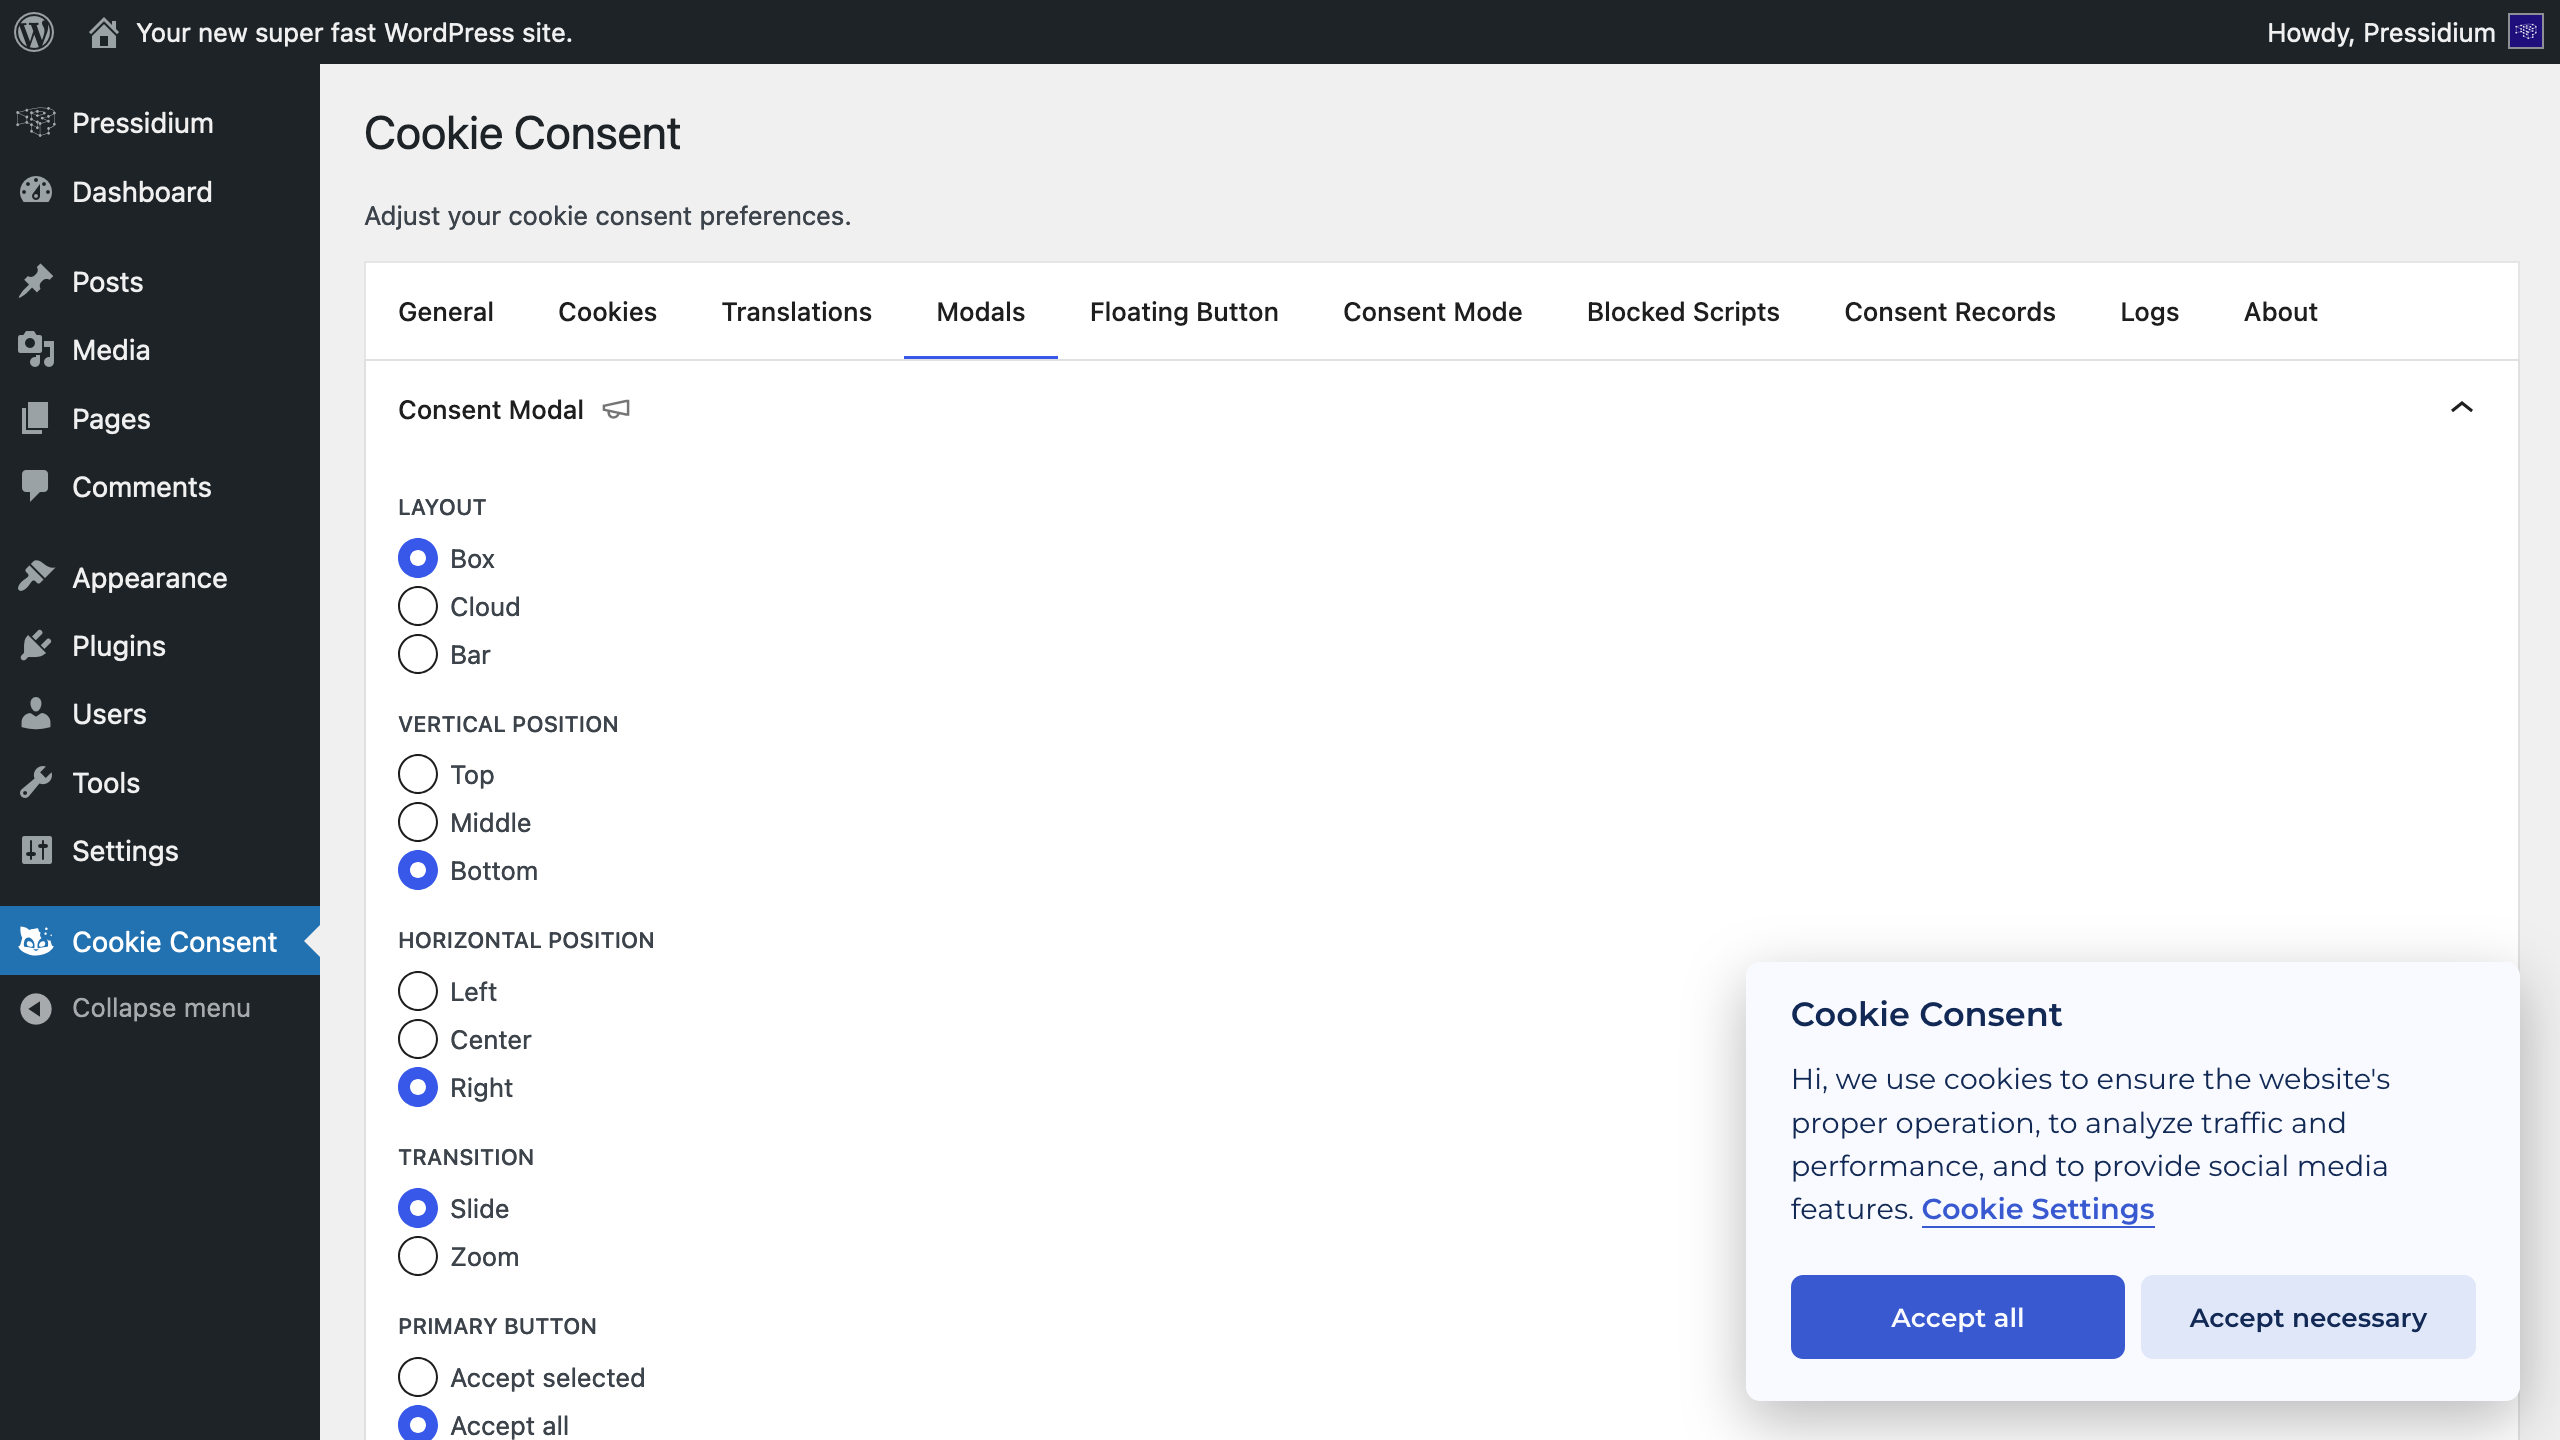 Your new super fast WordPress site.
Howdy, Pressidium
Pressidium
Dashboard
Posts
Media
Pages
Comments
Appearance
Plugins
Users
Tools
Settings
Cookie Consent
Collapse menu
Cookie Consent
Adjust your cookie consent preferences.
General Cookies Translations Modals Floating Button Consent Mode Blocked Scripts Consent Records Logs About
Consent Modal
LAYOUT
Box
Cloud
Bar
VERTICAL POSITION
Top
Middle
Bottom
HORIZONTAL POSITION
Left
Center
Right
TRANSITION
Slide
Zoom
PRIMARY BUTTON
Accept selected
Accept all
Cookie Consent
Hi, we use cookies to ensure the website's
proper operation, to analyze traffic and
performance, and to provide social media
features. Cookie Settings
Accept all
Accept necessary